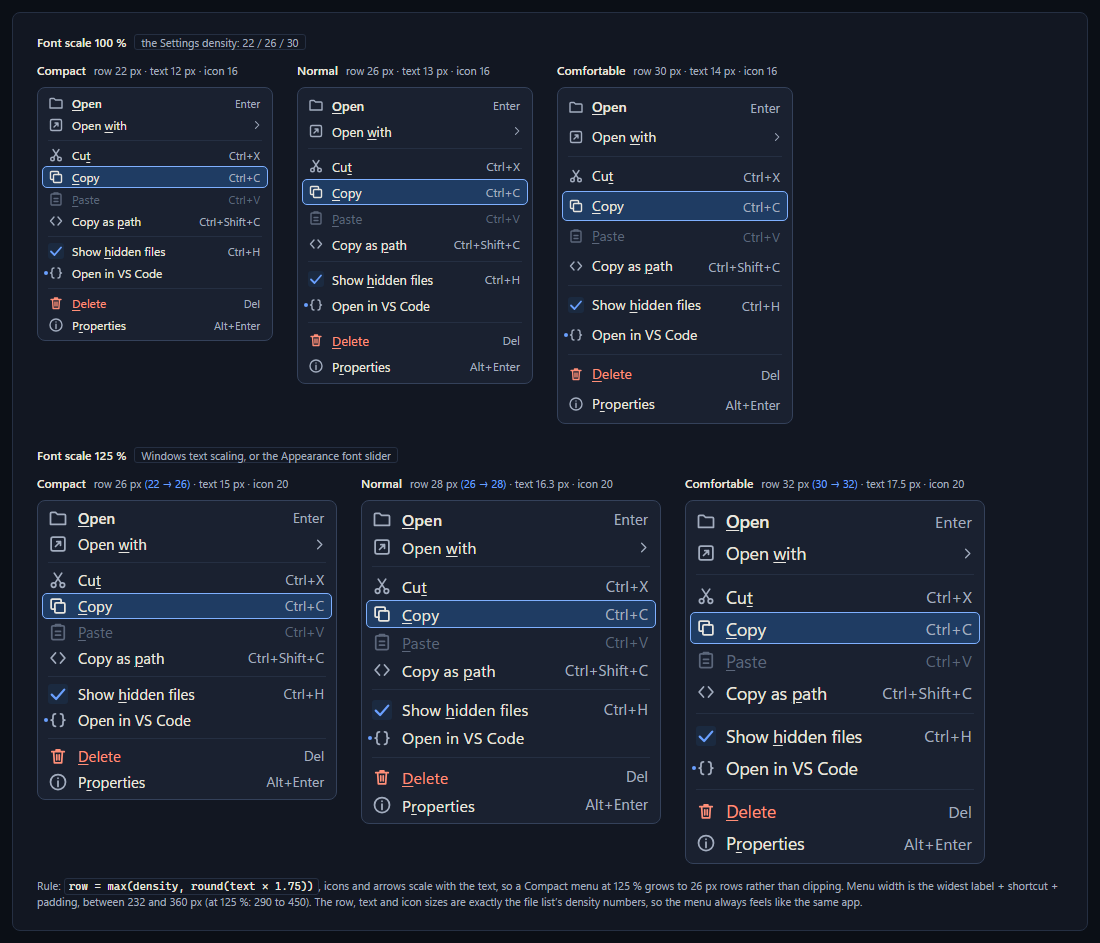 Font scale 100 % the Settings density: 22 / 26 / 30
Compact row 22 px · text 12 px · icon 16
Open Enter
Open with
Cut Ctrl+X
Copy Ctrl+C
Paste Ctrl+V
Copy as path Ctrl+Shift+C
Show hidden files Ctrl+H
Open in VS Code
Delete Del
Properties Alt+Enter
Normal row 26 px · text 13 px · icon 16
Open Enter
Open with
Cut Ctrl+X
Copy Ctrl+C
Paste Ctrl+V
Copy as path Ctrl+Shift+C
Show hidden files Ctrl+H
Open in VS Code
Delete Del
Properties Alt+Enter
Comfortable row 30 px · text 14 px · icon 16
Open Enter
Open with
Cut Ctrl+X
Copy Ctrl+C
Paste Ctrl+V
Copy as path Ctrl+Shift+C
Show hidden files Ctrl+H
Open in VS Code
Delete Del
Properties Alt+Enter
Font scale 125 % Windows text scaling, or the Appearance font slider
Compact row 26 px (22 → 26) · text 15 px · icon 20
Open Enter
Open with
Cut Ctrl+X
Copy Ctrl+C
Paste Ctrl+V
Copy as path Ctrl+Shift+C
Show hidden files Ctrl+H
Open in VS Code
Delete Del
Properties Alt+Enter
Normal row 28 px (26 → 28) · text 16.3 px · icon 20
Open Enter
Open with
Cut Ctrl+X
Copy Ctrl+C
Paste Ctrl+V
Copy as path Ctrl+Shift+C
Show hidden files Ctrl+H
Open in VS Code
Delete Del
Properties Alt+Enter
Comfortable row 32 px (30 → 32) · text 17.5 px · icon 20
Open Enter
Open with
Cut Ctrl+X
Copy Ctrl+C
Paste Ctrl+V
Copy as path Ctrl+Shift+C
Show hidden files Ctrl+H
Open in VS Code
Delete Del
Properties Alt+Enter
Rule: row = max(density, round(text × 1.75)) , icons and arrows scale with the text, so a Compact menu at 125 % grows to 26 px rows rather than clipping. Menu width is the widest label + shortcut +
padding, between 232 and 360 px (at 125 %: 290 to 450). The row, text and icon sizes are exactly the file list's density numbers, so the menu always feels like the same app.